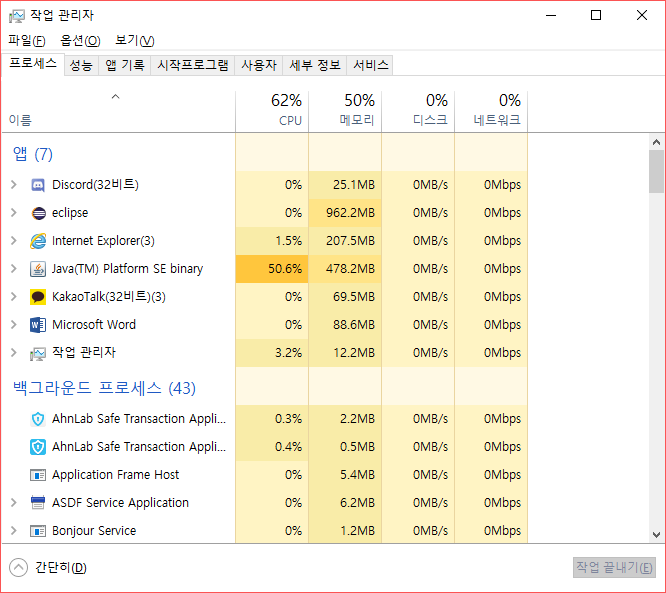 작업 관리자
파일(F) 옵션(O) 보기(V)
프로세스 성능 앱 기록 시작프로그램 사용자 세부 정보 서비스
62% 50% 0% 0%
이름 CPU 메모리 디스크 네트워크
앱 (7)
Discord(32비트) 0% 25.1MB 0MB/s 0Mbps
eclipse 0% 962.2MB 0MB/s 0Mbps
Internet Explorer(3) 1.5% 207.5MB 0MB/s 0Mbps
Java(TM) Platform SE binary 50.6% 478.2MB 0MB/s 0Mbps
KakaoTalk(32비트)(3) 0% 69.5MB 0MB/s 0Mbps
Microsoft Word 0% 88.6MB 0MB/s 0Mbps
작업 관리자 3.2% 12.2MB 0MB/s 0Mbps
백그라운드 프로세스 (43)
AhnLab Safe Transaction Appli... 0.3% 2.2MB 0MB/s 0Mbps
AhnLab Safe Transaction Appli... 0.4% 0.5MB 0MB/s 0Mbps
Application Frame Host 0% 5.4MB 0MB/s 0Mbps
ASDF Service Application 0% 6.2MB 0MB/s 0Mbps
Bonjour Service 0% 1.2MB 0MB/s 0Mbps
간단히(D) 작업 끝내기(E)